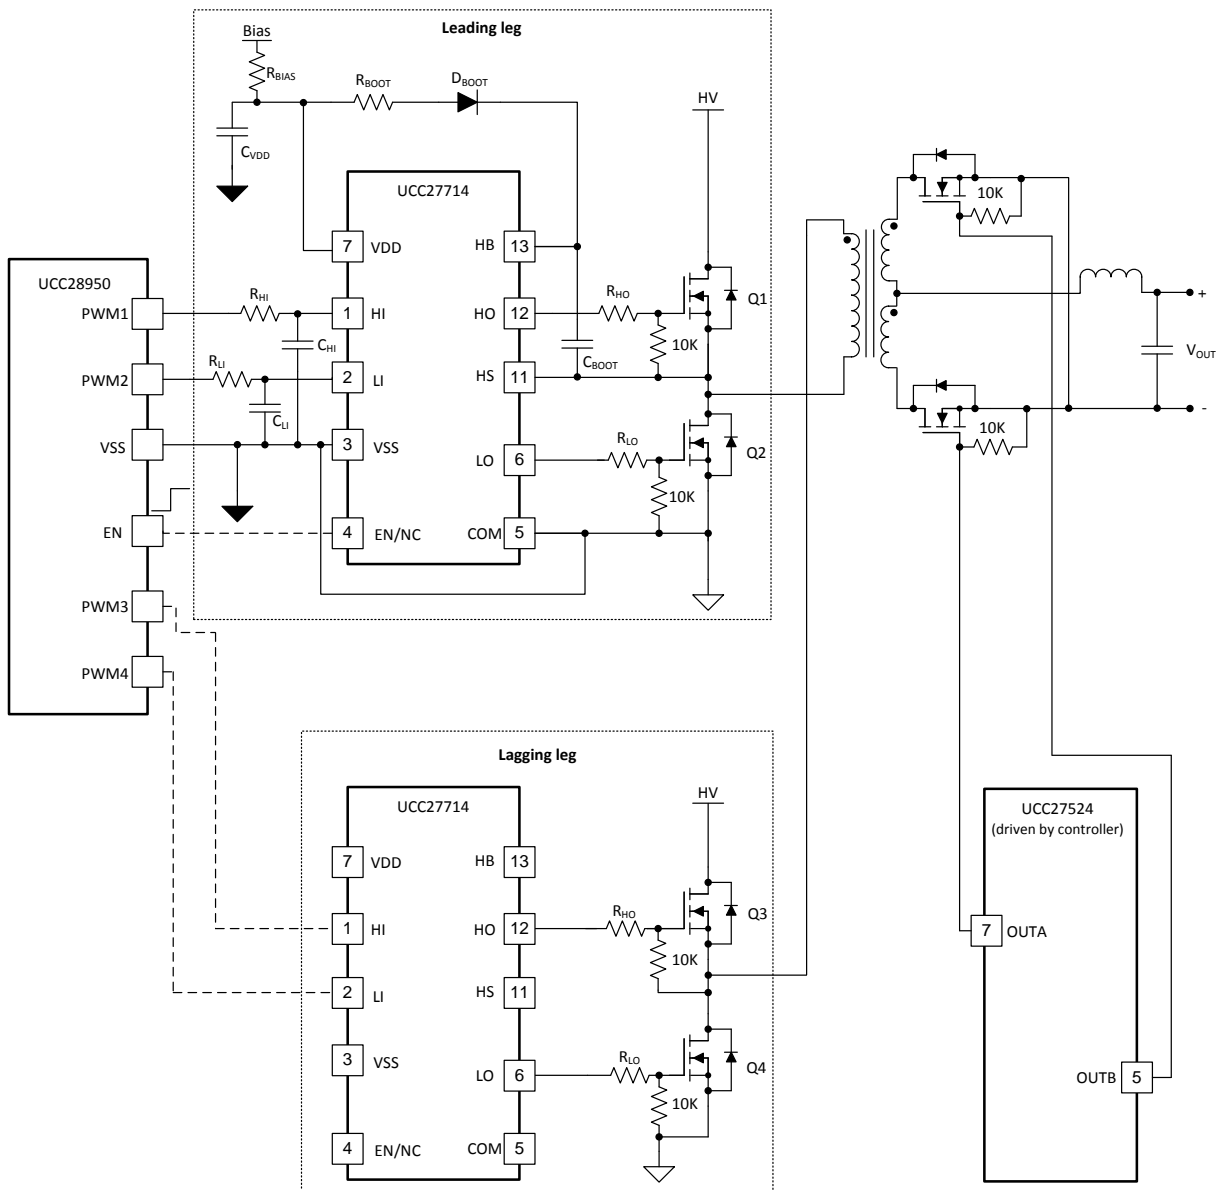 Leading leg
Bias
RBIAS
RBOOT
DBOOT
HV
CVDD
UCC27714
10K
7 VDD
HB 13
UCC28950
PWM1
RHI
1 HI
CHI
HO 12
RHO
Q1
10K
CBOOT
+
VOUT
-
PWM2
RLI
2 LI
CLI
HS 11
VSS
3 VSS
LO 6
RLO
Q2
10K
10K
EN
4 EN/NC
COM 5
PWM3
PWM4
Lagging leg
UCC27714
HV
7 VDD
HB 13
1 HI
HO 12
RHO
Q3
10K
2 LI
HS 11
3 VSS
LO 6
RLO
Q4
10K
4 EN/NC
COM 5
UCC27524
(driven by controller)
7 OUTA
OUTB 5